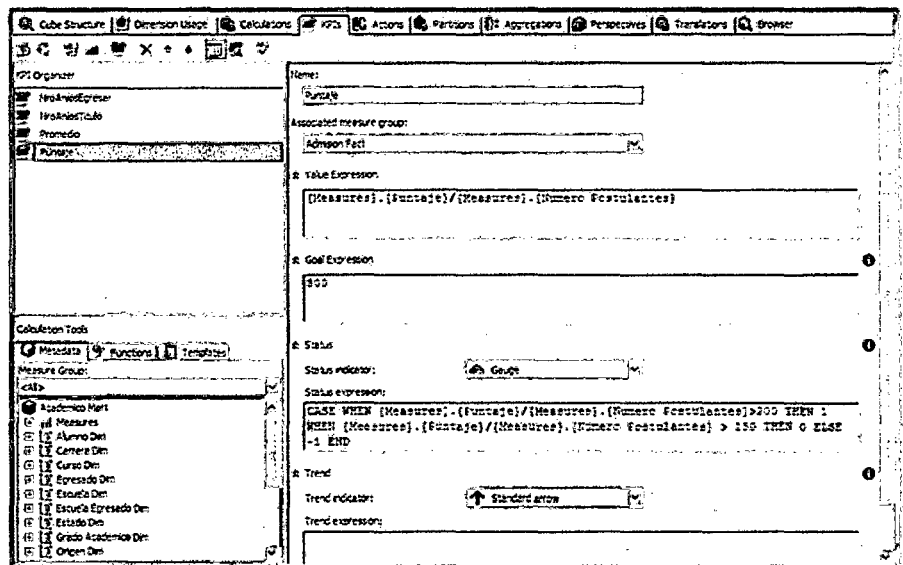 Cube Structure Dimension Usage Calculations KPIs Actions Partitions Aggregations Perspectives Translations Browser
KPI Organizer
NroAniosEgreser
NroAniosTitulo
Promedio
Puntaje
Calculation Tools
Metadata Functions Templates
Measure Group:
<All>
Academico Mart
Measures
Alumno Dim
Carrera Dim
Curso Dim
Egresado Dim
Escuela Dim
Escuela Egresado Dim
Estado Dim
Grado Academico Dim
Origen Dim
Name:
Puntaje
Associated measure group:
Admision Fact
Value Expression
[Measures].[Puntaje]/[Measures].[Numero Postulantes]
Goal Expression
Status
Status indicator: Gauge
Status expression:
CASE WHEN [Measures].[Puntaje]/[Measures].[Numero Postulantes]>200 THEN 1
WHEN [Measures].[Puntaje]/[Measures].[Numero Postulantes] > 150 THEN 0 ELSE
-1 END
Trend
Trend indicator: Standard arrow
Trend expression: